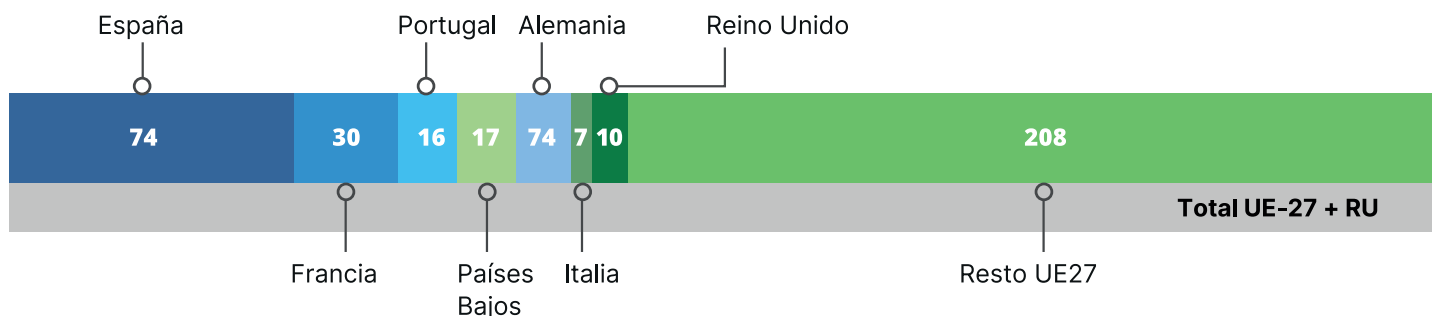 España
Portugal
Alemania
Reino Unido
74
30
16
17
74
7
10
208
Total UE-27 + RU
Francia
Países
Bajos
Italia
Resto UE27